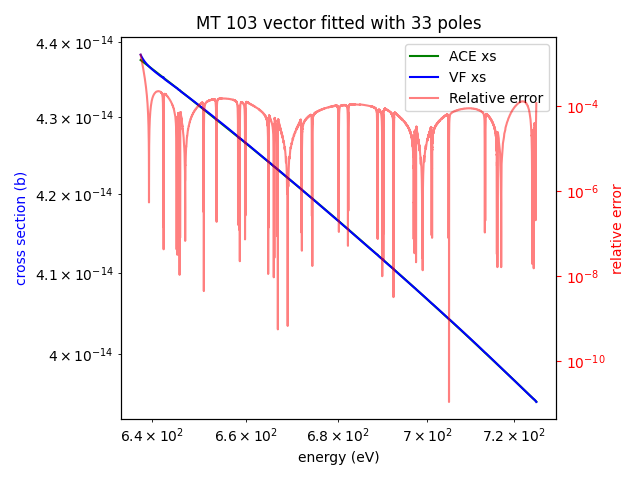 MT 103 vector fitted with 33 poles
4.4 × 10⁻¹⁴
4.3 × 10⁻¹⁴
4.2 × 10⁻¹⁴
4.1 × 10⁻¹⁴
4 × 10⁻¹⁴
cross section (b)
ACE xs
VF xs
Relative error
10⁻⁴
10⁻⁶
10⁻⁸
10⁻¹⁰
relative error
6.4 × 10² 6.6 × 10² 6.8 × 10² 7 × 10² 7.2 × 10²
energy (eV)